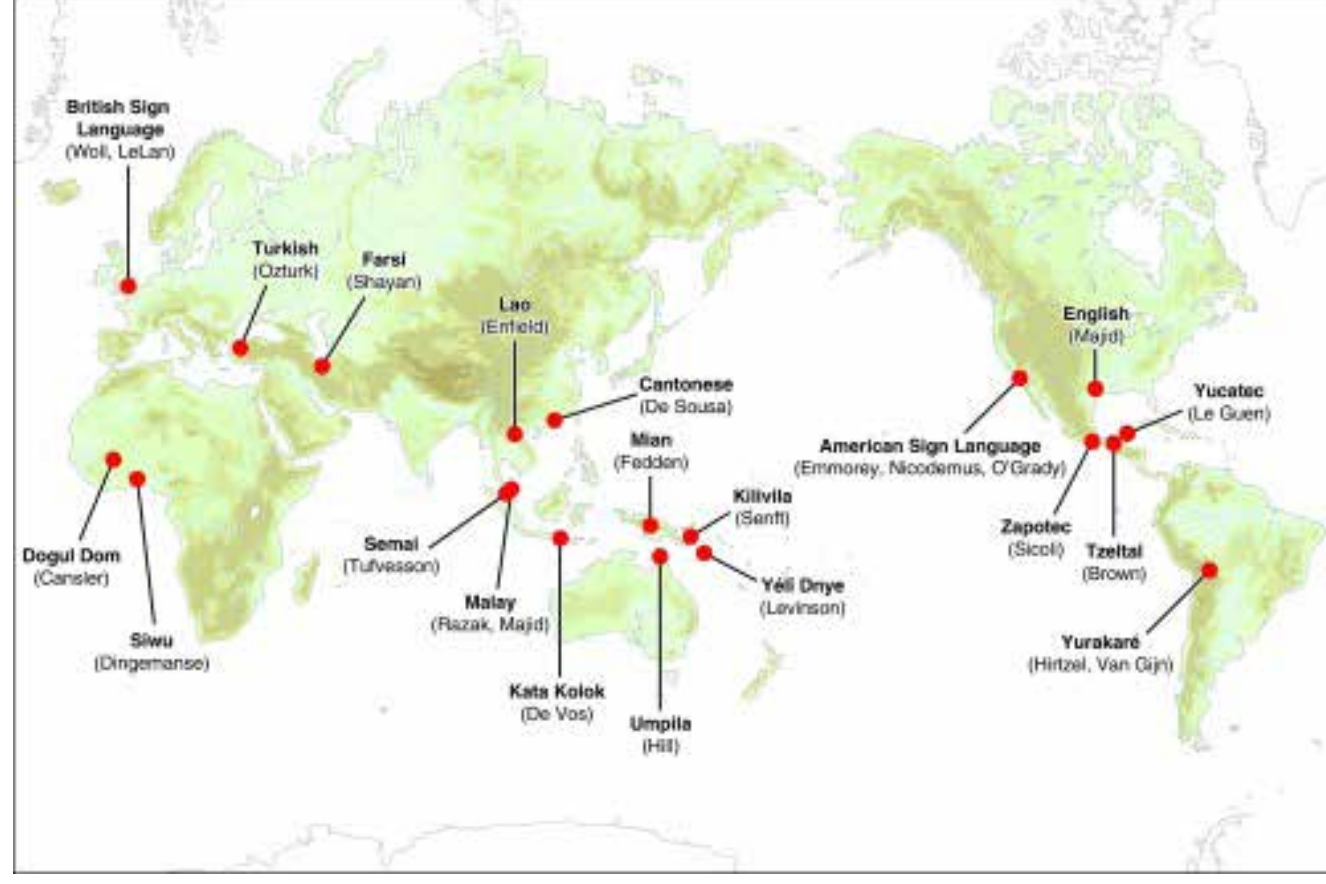 British Sign
Language
(Woll, LeLan)
Turkish
(Ozturk)
Farsi
(Shayan)
Lao
(Enfield)
English
(Majid)
Cantonese
(De Sousa)
Yucatec
(Le Guen)
Mian
(Fedden)
American Sign Language
(Emmorey, Nicodemus, O'Grady)
Kilivila
(Senft)
Zapotec
(Sicoli)
Semai
(Tufvesson)
Tzeltal
(Brown)
Dogul Dom
(Cansler)
Yélî Dnye
(Levinson)
Malay
(Razak, Majid)
Siwu
(Dingemanse)
Yurakaré
(Hirtzel, Van Gijn)
Kata Kolok
(De Vos)
Umpila
(Hill)